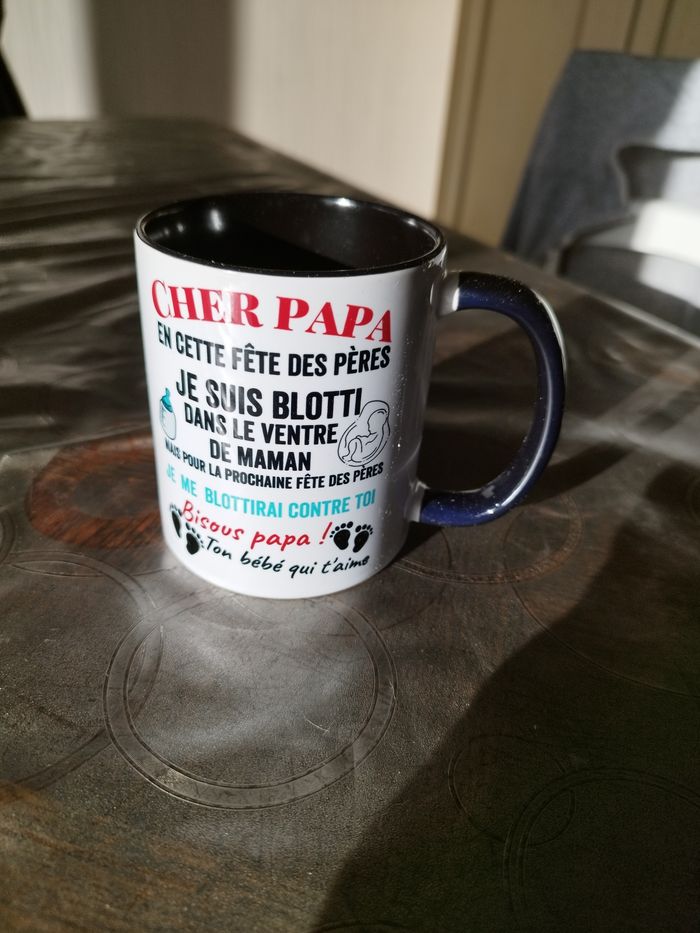 CHER PAPA
EN CETTE FÊTE DES PÈRES
JE SUIS BLOTTI
DANS LE VENTRE
DE MAMAN
MAIS POUR LA PROCHAINE FÊTE DES PÈRES
JE ME BLOTTIRAI CONTRE TOI
Bisous papa !
Ton bébé qui t'aime